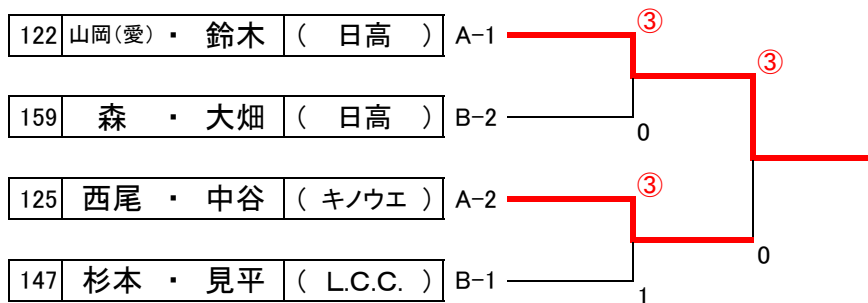 ③
122 山岡(愛)・ 鈴木 ( 日高 ) A-1
③
159 森 ・ 大畑 ( 日高 ) B-2
0
③
125 西尾 ・ 中谷 ( キノウエ ) A-2
0
147 杉本 ・ 見平 ( L.C.C. ) B-1
1